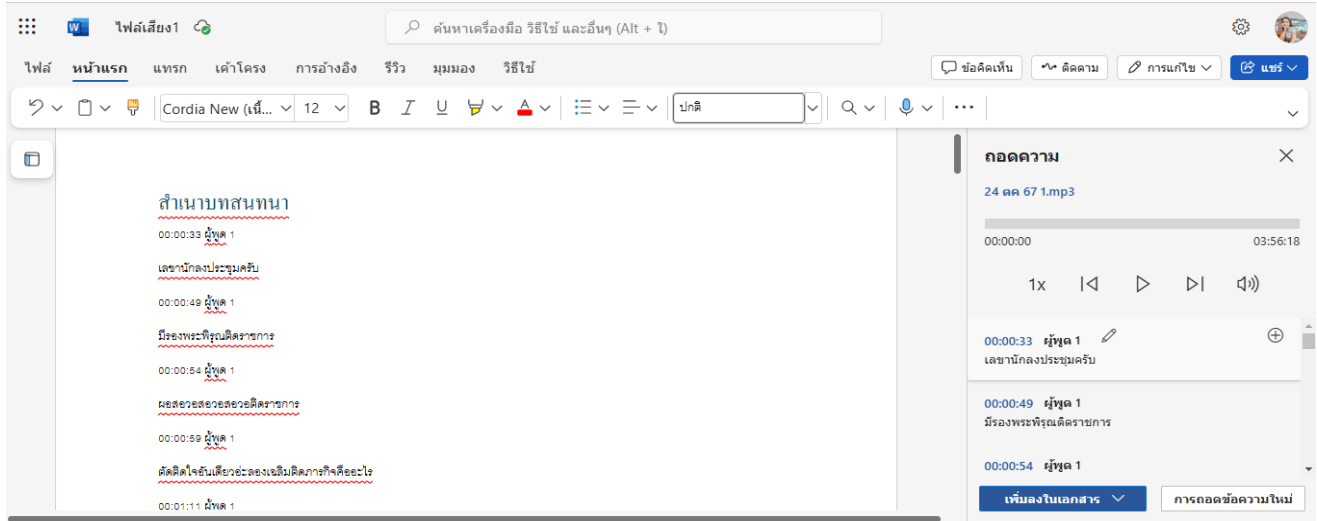 ไฟล์เสียง1
ค้นหาเครื่องมือ วิธีใช้ และอื่นๆ (Alt + ใ)
ไฟล์ หน้าแรก แทรก เค้าโครง การอ้างอิง รีวิว มุมมอง วิธีใช้
ข้อคิดเห็น ติดตาม การแก้ไข แชร์
Cordia New (เนื้... 12 B I U A ปกติ
สำเนาบทสนทนา
00:00:33 ผู้พูด 1
เลขานักลงประชุมครับ
00:00:49 ผู้พูด 1
มีรองพระพิรุณติดราชการ
00:00:54 ผู้พูด 1
ผอสอวอสอวอสอวอติดราชการ
00:00:59 ผู้พูด 1
ตัดติดใจอันเดียวอ่ะลองเฉลิมติดภารกิจคืออะไร
00:01:11 ผู้พูด 1
ถอดความ
24 ตค 67 1.mp3
00:00:00 03:56:18
1x
00:00:33 ผู้พูด 1
เลขานักลงประชุมครับ
00:00:49 ผู้พูด 1
มีรองพระพิรุณติดราชการ
00:00:54 ผู้พูด 1
เพิ่มลงในเอกสาร การถอดข้อความใหม่